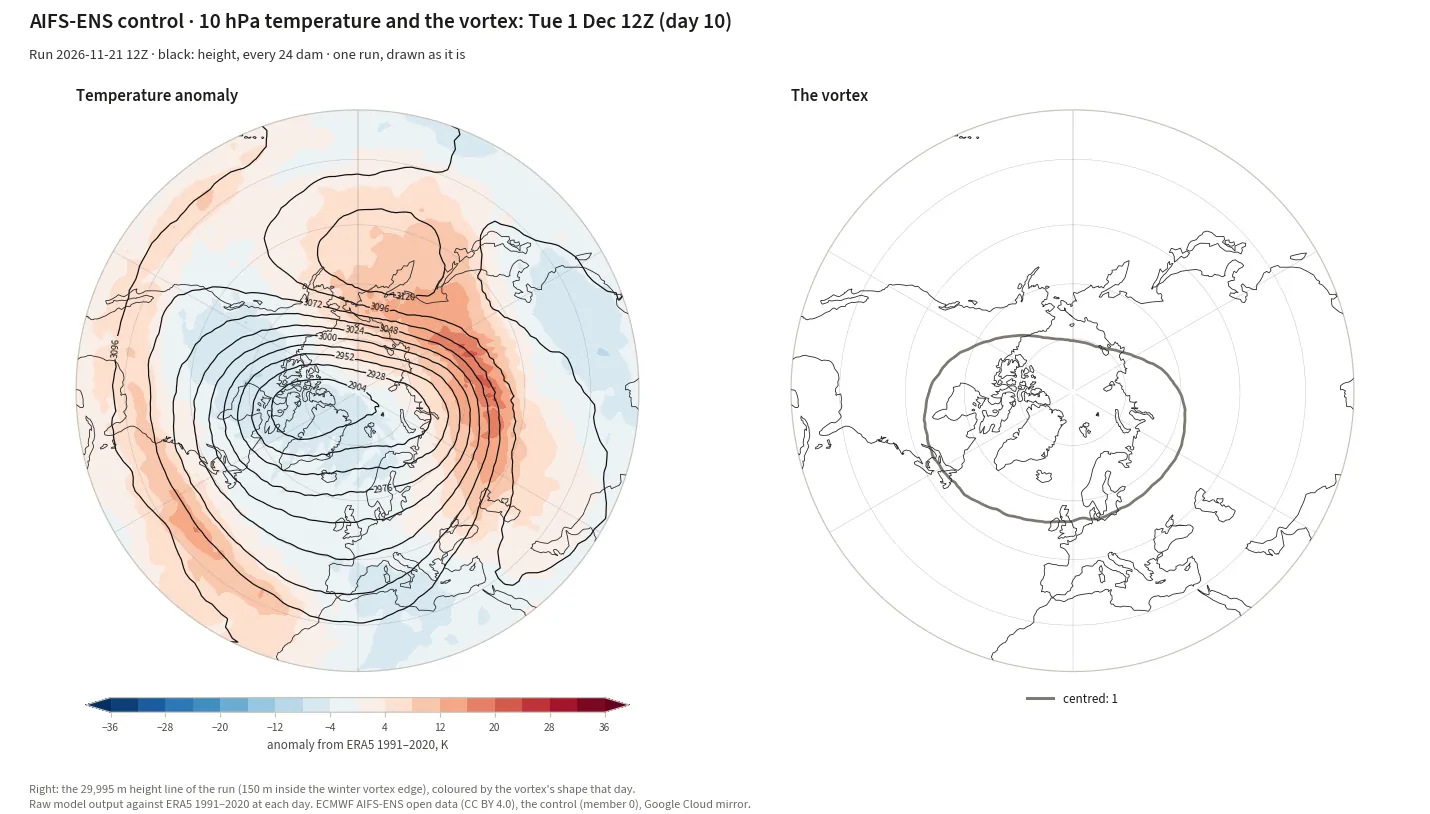 AIFS-ENS control · 10 hPa temperature and the vortex: Tue 1 Dec 12Z (day 10)
Run 2026-11-21 12Z · black: height, every 24 dam · one run, drawn as it is
Temperature anomaly
The vortex
3120
3072
3096
3024
3048
3000
3096
2952
2928
2904
2976
−36 −28 −20 −12 −4 4 12 20 28 36
anomaly from ERA5 1991–2020, K
centred: 1
Right: the 29,995 m height line of the run (150 m inside the winter vortex edge), coloured by the vortex's shape that day.
Raw model output against ERA5 1991–2020 at each day. ECMWF AIFS-ENS open data (CC BY 4.0), the control (member 0), Google Cloud mirror.